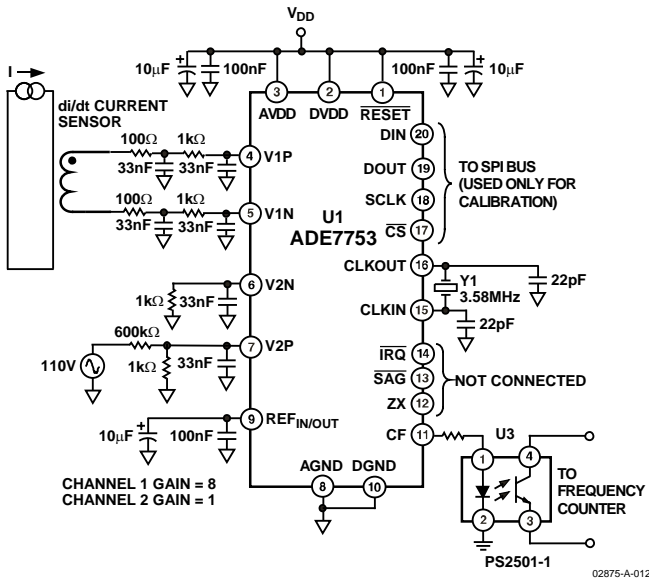 V_DD
10µF
100nF
100nF
10µF
I
di/dt CURRENT
SENSOR
3
2
1
AVDD
DVDD
RESET
100Ω
1kΩ
33nF
33nF
4
V1P
100Ω
1kΩ
33nF
33nF
5
V1N
U1
ADE7753
DIN
20
DOUT
19
SCLK
18
CS
17
TO SPI BUS
(USED ONLY FOR
CALIBRATION)
CLKOUT
16
Y1
3.58MHz
22pF
CLKIN
15
22pF
1kΩ
33nF
6
V2N
600kΩ
110V
1kΩ
33nF
7
V2P
IRQ
14
SAG
13
ZX
12
NOT CONNECTED
10µF
100nF
9
REF_IN/OUT
CF
11
U3
1
4
2
3
TO
FREQUENCY
COUNTER
PS2501-1
AGND
DGND
8
10
CHANNEL 1 GAIN = 8
CHANNEL 2 GAIN = 1
02875-A-012